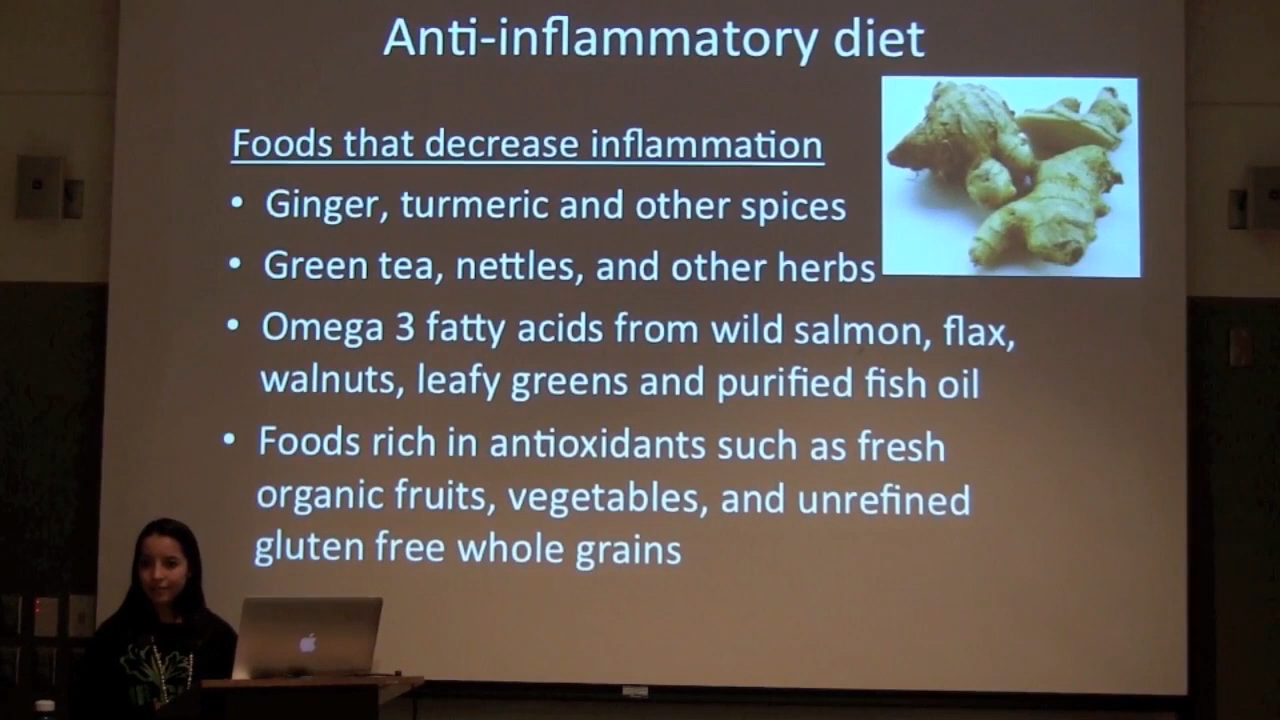 Anti-inflammatory diet
Foods that decrease inflammation
• Ginger, turmeric and other spices
• Green tea, nettles, and other herbs
• Omega 3 fatty acids from wild salmon, flax,
walnuts, leafy greens and purified fish oil
• Foods rich in antioxidants such as fresh
organic fruits, vegetables, and unrefined
gluten free whole grains